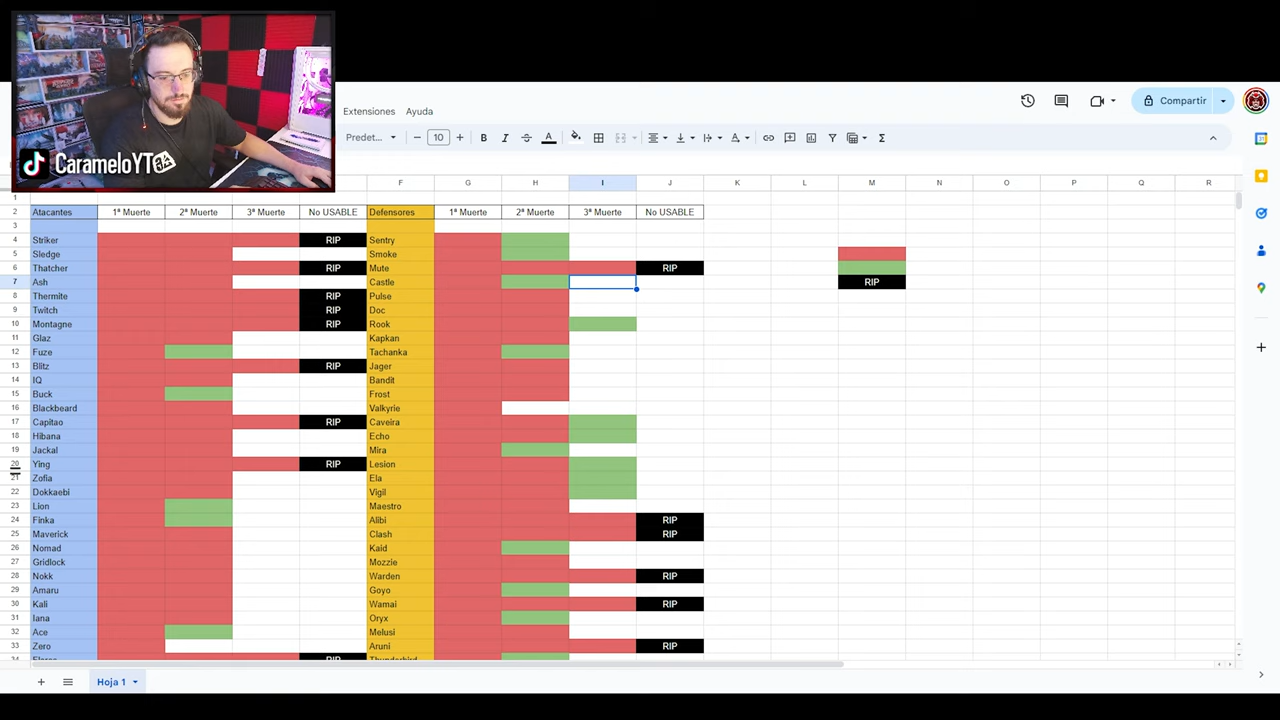 CarameloYT
Extensiones Ayuda
Compartir
Predet... 10
F G H I J K L M N O P Q R
1
2 Atacantes 1ª Muerte 2ª Muerte 3ª Muerte No USABLE Defensores 1ª Muerte 2ª Muerte 3ª Muerte No USABLE
3
4 Striker RIP Sentry
5 Sledge Smoke
6 Thatcher RIP Mute RIP
7 Ash Castle RIP
8 Thermite RIP Pulse
9 Twitch RIP Doc
10 Montagne RIP Rook
11 Glaz Kapkan
12 Fuze Tachanka
13 Blitz RIP Jager
14 IQ Bandit
15 Buck Frost
16 Blackbeard Valkyrie
17 Capitao RIP Caveira
18 Hibana Echo
19 Jackal Mira
20 Ying RIP Lesion
21 Zofia Ela
22 Dokkaebi Vigil
23 Lion Maestro
24 Finka Alibi RIP
25 Maverick Clash RIP
26 Nomad Kaid
27 Gridlock Mozzie
28 Nokk Warden RIP
29 Amaru Goyo
30 Kali Wamai RIP
31 Iana Oryx
32 Ace Melusi
33 Zero Aruni RIP
34 Flores RIP Thunderbird
Hoja 1